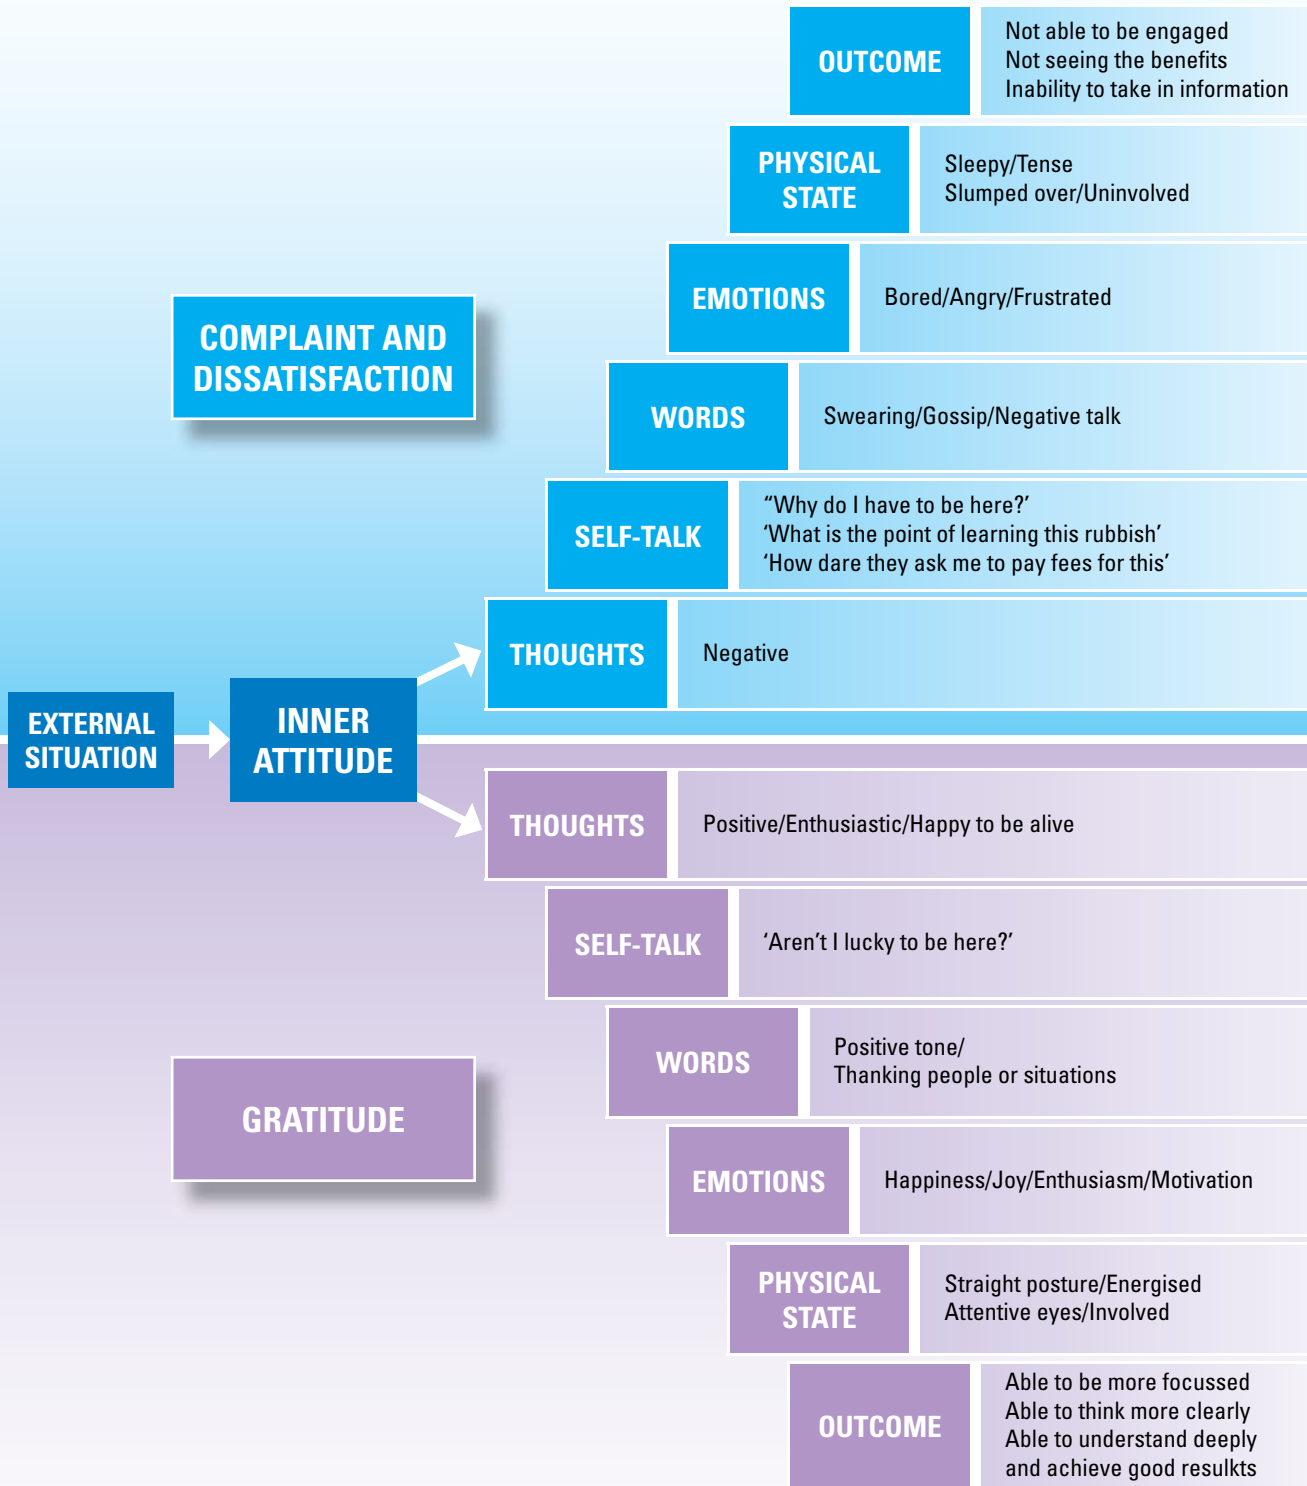 OUTCOME
Not able to be engaged
Not seeing the benefits
Inability to take in information
PHYSICAL
STATE
Sleepy/Tense
Slumped over/Uninvolved
EMOTIONS
Bored/Angry/Frustrated
COMPLAINT AND
DISSATISFACTION
WORDS
Swearing/Gossip/Negative talk
SELF-TALK
“Why do I have to be here?’
‘What is the point of learning this rubbish’
‘How dare they ask me to pay fees for this’
THOUGHTS
Negative
EXTERNAL
SITUATION
INNER
ATTITUDE
THOUGHTS
Positive/Enthusiastic/Happy to be alive
SELF-TALK
‘Aren’t I lucky to be here?’
WORDS
Positive tone/
Thanking people or situations
GRATITUDE
EMOTIONS
Happiness/Joy/Enthusiasm/Motivation
PHYSICAL
STATE
Straight posture/Energised
Attentive eyes/Involved
OUTCOME
Able to be more focussed
Able to think more clearly
Able to understand deeply
and achieve good resulkts